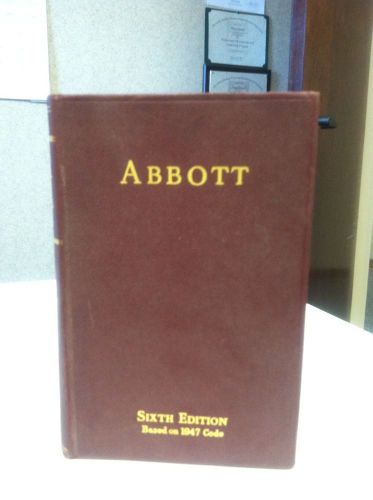 ABBOTT
SIXTH EDITION
Based on 1947 Code